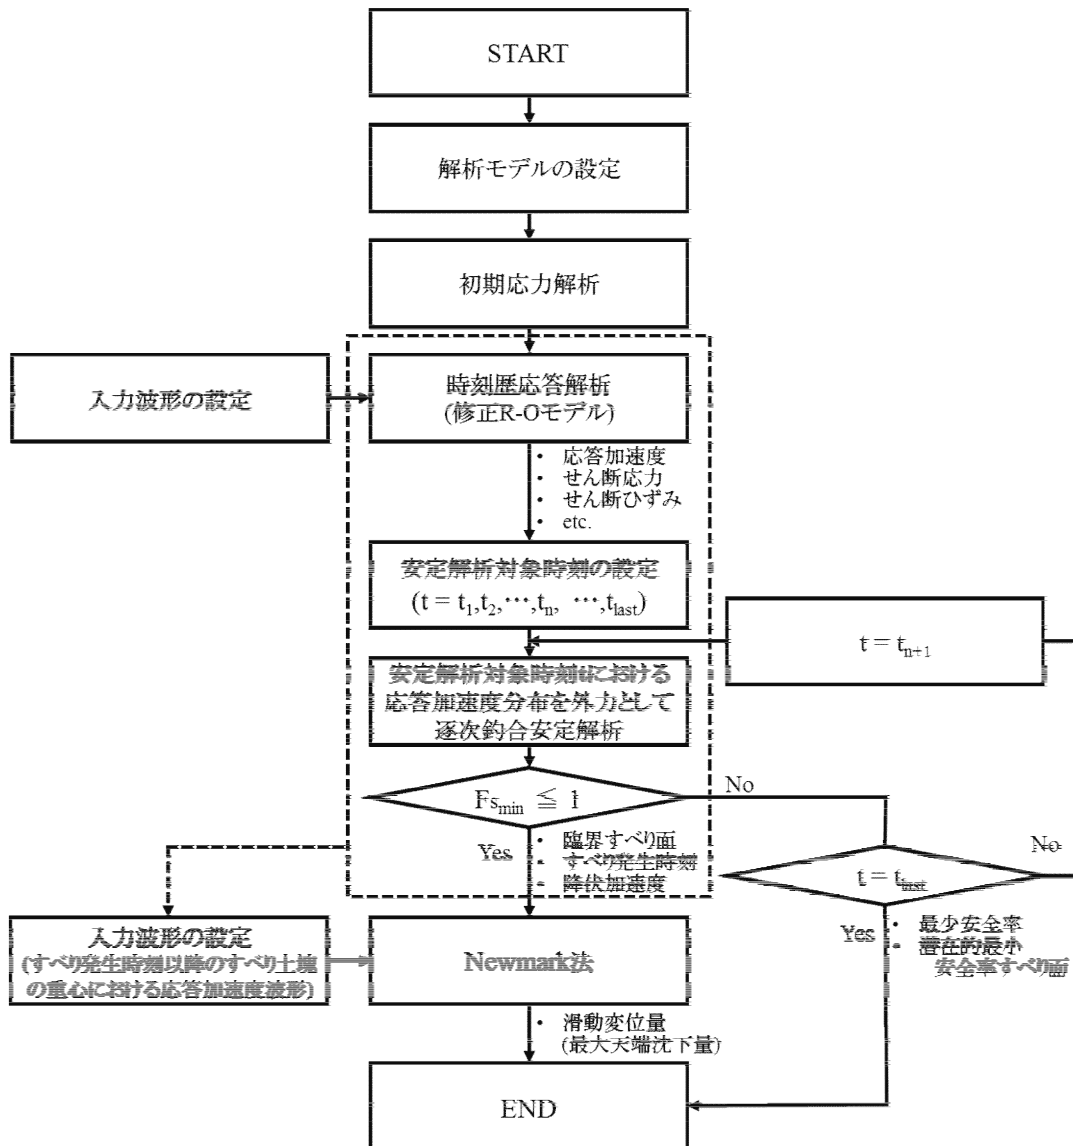 START
解析モデルの設定
初期応力解析
入力波形の設定
時刻歴応答解析
(修正R-Oモデル)
・ 応答加速度
・ せん断応力
・ せん断ひずみ
・ etc.
安定解析対象時刻の設定
(t = t1,t2,…,tn, …,tlast)
t = tn+1
安定解析対象時刻tにおける
応答加速度分布を外力として
逐次釣合安定解析
Fsmin ≦ 1
No
Yes
・ 臨界すべり面
・ すべり発生時刻
・ 降伏加速度
t = tlast
No
Yes
・ 最少安全率
・ 潜在的最小
安全率すべり面
入力波形の設定
(すべり発生時刻以降のすべり土塊
の重心における応答加速度波形)
Newmark法
・ 滑動変位量
(最大天端沈下量)
END